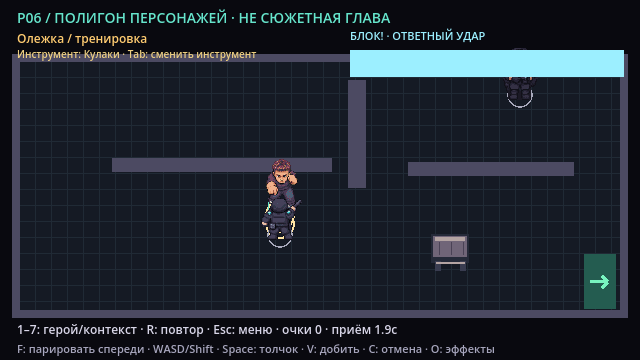 P06 / ПОЛИГОН ПЕРСОНАЖЕЙ · НЕ СЮЖЕТНАЯ ГЛАВА
Олежка / тренировка
БЛОК! · ОТВЕТНЫЙ УДАР
Инструмент: Кулаки · Tab: сменить инструмент
1–7: герой/контекст · R: повтор · Esc: меню · очки 0 · приём 1.9с
F: парировать спереди · WASD/Shift · Space: толчок · V: добить · C: отмена · O: эффекты